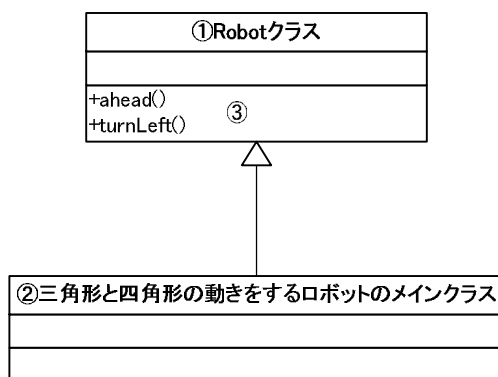 ①Robotクラス
+ahead()
③
+turnLeft()
②三角形と四角形の動きをするロボットのメインクラス